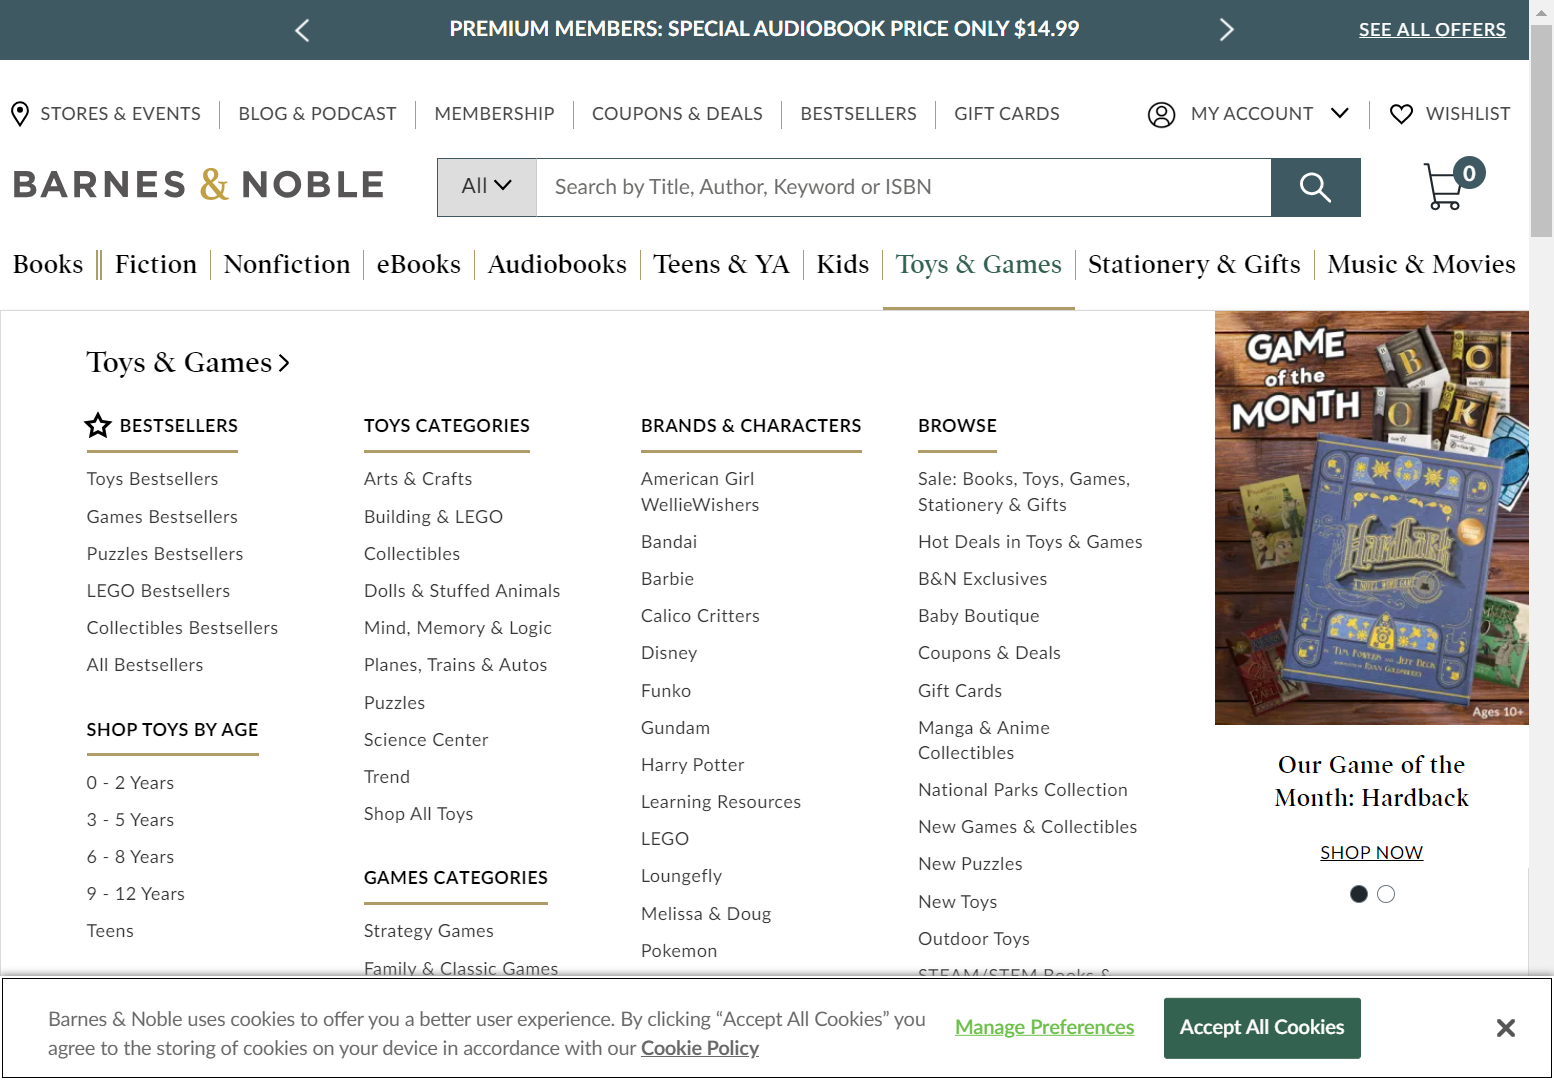 PREMIUM MEMBERS: SPECIAL AUDIOBOOK PRICE ONLY $14.99
SEE ALL OFFERS
STORES & EVENTS
BLOG & PODCAST
MEMBERSHIP
COUPONS & DEALS
BESTSELLERS
GIFT CARDS
MY ACCOUNT
WISHLIST
BARNES & NOBLE
All
Search by Title, Author, Keyword or ISBN
0
Books
Fiction
Nonfiction
eBooks
Audiobooks
Teens & YA
Kids
Toys & Games
Stationery & Gifts
Music & Movies
Toys & Games
BESTSELLERS
Toys Bestsellers
Games Bestsellers
Puzzles Bestsellers
LEGO Bestsellers
Collectibles Bestsellers
All Bestsellers
SHOP TOYS BY AGE
0 - 2 Years
3 - 5 Years
6 - 8 Years
9 - 12 Years
Teens
TOYS CATEGORIES
Arts & Crafts
Building & LEGO
Collectibles
Dolls & Stuffed Animals
Mind, Memory & Logic
Planes, Trains & Autos
Puzzles
Science Center
Trend
Shop All Toys
GAMES CATEGORIES
Strategy Games
Family & Classic Games
BRANDS & CHARACTERS
American Girl
WellieWishers
Bandai
Barbie
Calico Critters
Disney
Funko
Gundam
Harry Potter
Learning Resources
LEGO
Loungefly
Melissa & Doug
Pokemon
BROWSE
Sale: Books, Toys, Games,
Stationery & Gifts
Hot Deals in Toys & Games
B&N Exclusives
Baby Boutique
Coupons & Deals
Gift Cards
Manga & Anime
Collectibles
National Parks Collection
New Games & Collectibles
New Puzzles
New Toys
Outdoor Toys
STEAM/STEM Books &
GAME
of the
MONTH
B
O
O
K
Hardback
A NOVEL WORD GAME
TIM FOWERS AND JEFF BECK
RYAN GOLDSBERRY
Ages 10+
Our Game of the
Month: Hardback
SHOP NOW
Barnes & Noble uses cookies to offer you a better user experience. By clicking “Accept All Cookies” you
agree to the storing of cookies on your device in accordance with our Cookie Policy
Manage Preferences
Accept All Cookies